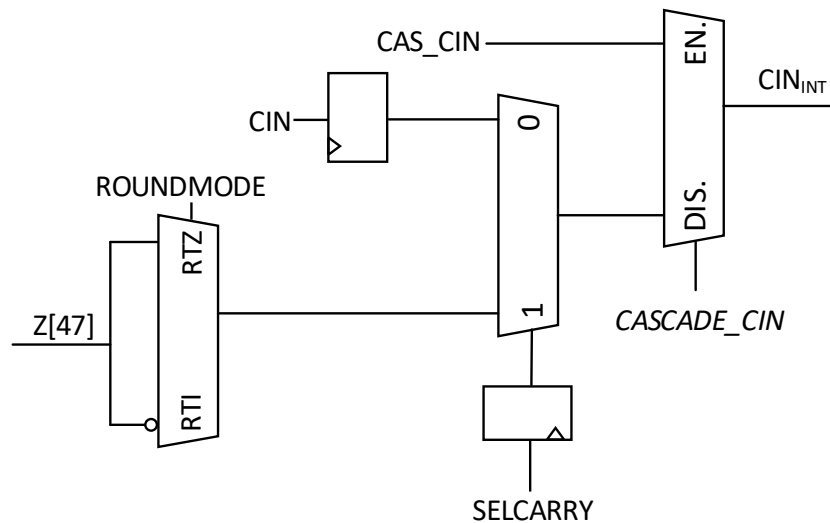 CAS_CIN
EN.
CIN_INT
CIN
0
ROUNDMODE
RTZ
DIS.
Z[47]
1
CASCADE_CIN
RTI
SELCARRY